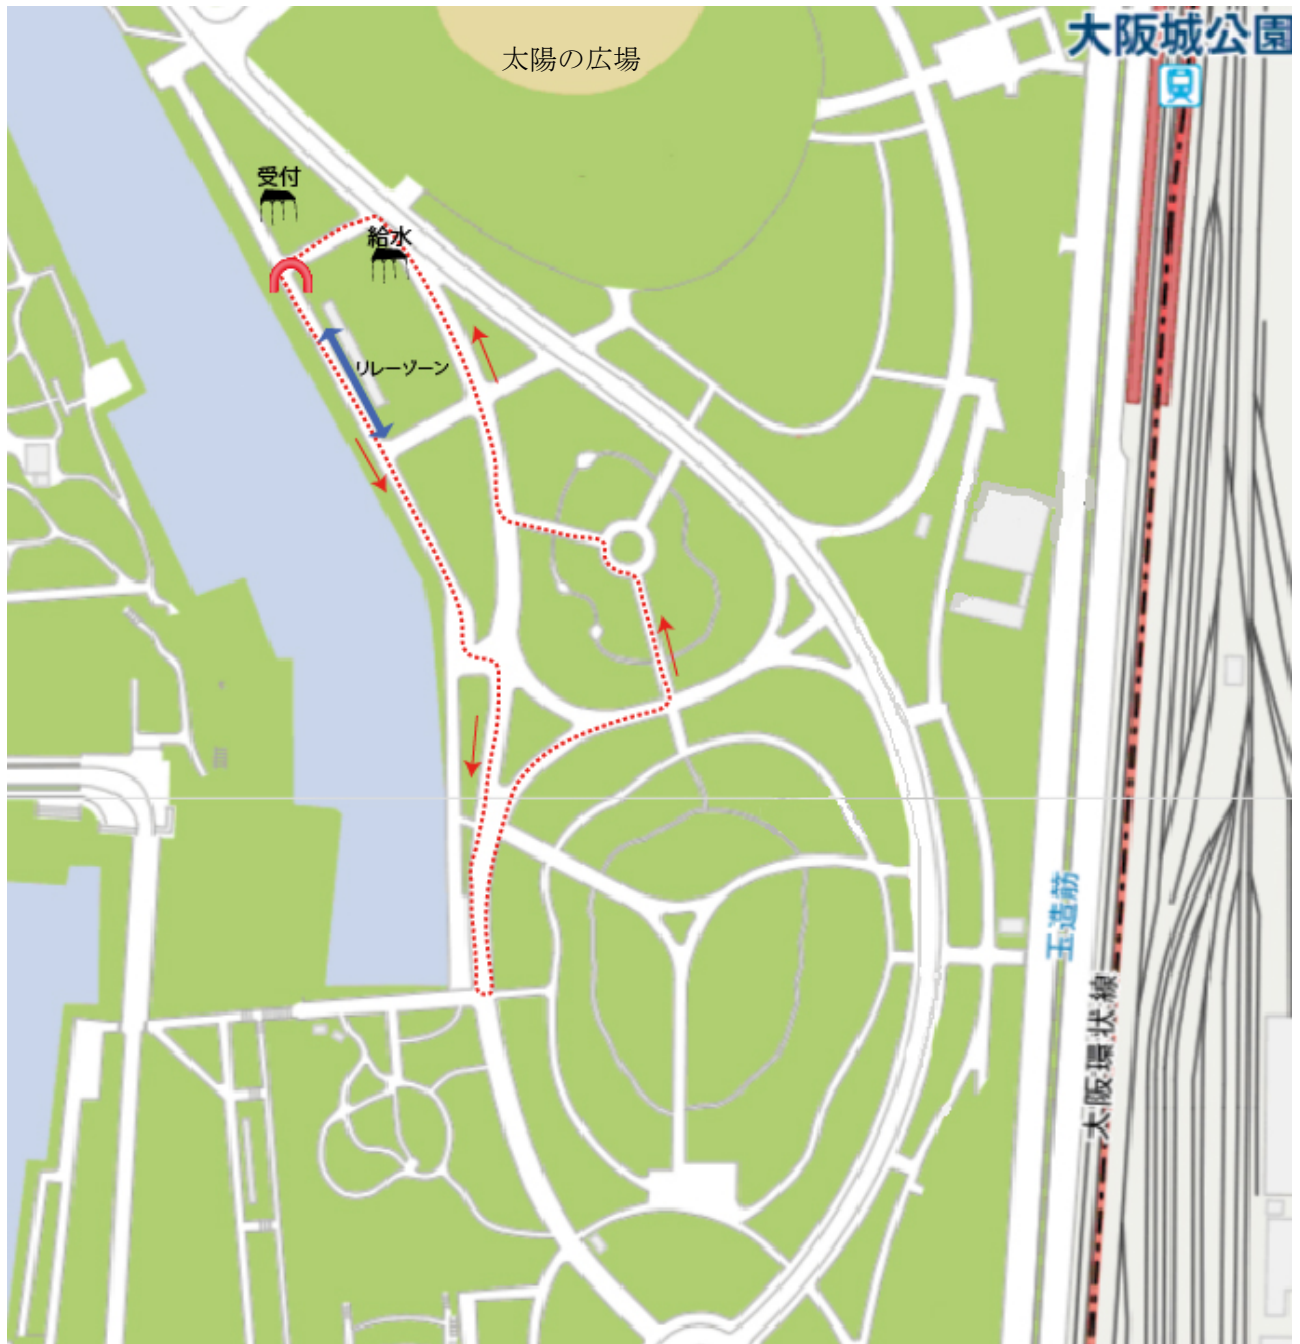 大阪城公園
太陽の広場
受付
給水
リレーゾーン
玉造筋
大阪環状線